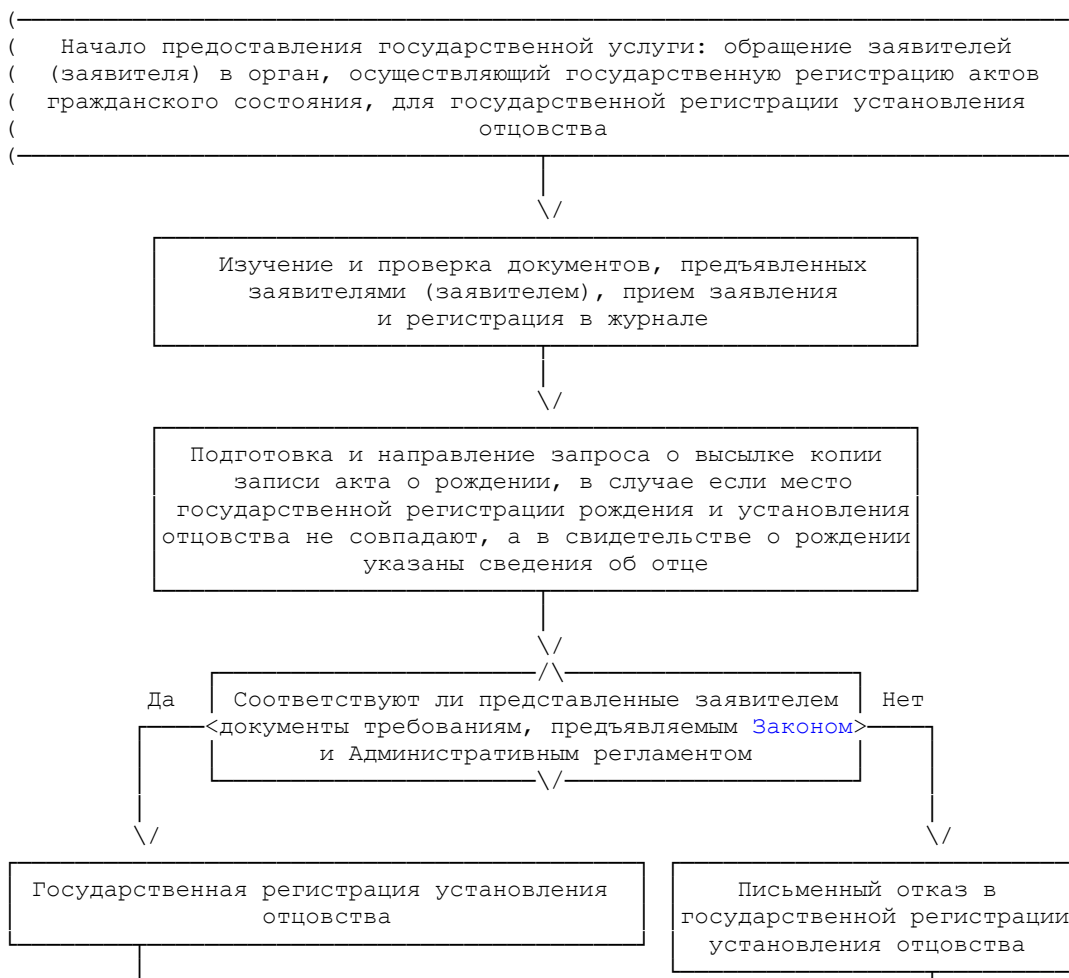 Начало предоставления государственной услуги: обращение заявителей
(заявителя) в орган, осуществляющий государственную регистрацию актов
гражданского состояния, для государственной регистрации установления
отцовства
Изучение и проверка документов, предъявленных
заявителями (заявителем), прием заявления
и регистрация в журнале
Подготовка и направление запроса о высылке копии
записи акта о рождении, в случае если место
государственной регистрации рождения и установления
отцовства не совпадают, а в свидетельстве о рождении
указаны сведения об отце
Да
Соответствуют ли представленные заявителем
документы требованиям, предъявляемым Законом
и Административным регламентом
Нет
Государственная регистрация установления
отцовства
Письменный отказ в
государственной регистрации
установления отцовства